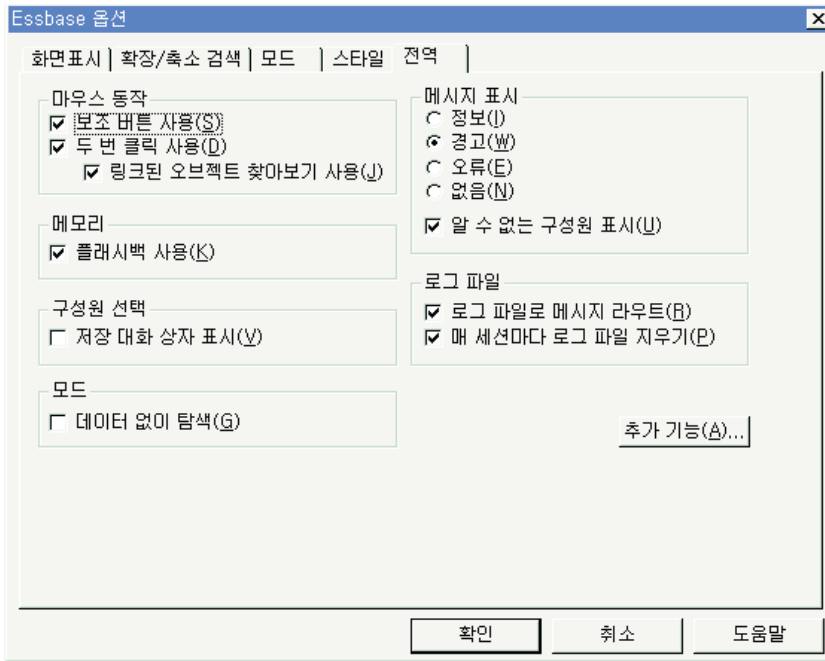 Essbase 옵션
화면표시 확장/축소 검색 모드 스타일 전역
마우스 동작
보조 버튼 사용(S)
두 번 클릭 사용(D)
링크된 오브젝트 찾아보기 사용(J)
메모리
플래시백 사용(K)
구성원 선택
저장 대화 상자 표시(V)
모드
데이터 없이 탐색(G)
메시지 표시
정보(I)
경고(W)
오류(E)
없음(N)
알 수 없는 구성원 표시(U)
로그 파일
로그 파일로 메시지 라우트(R)
매 세션마다 로그 파일 지우기(P)
추가 기능(A)...
확인 취소 도움말